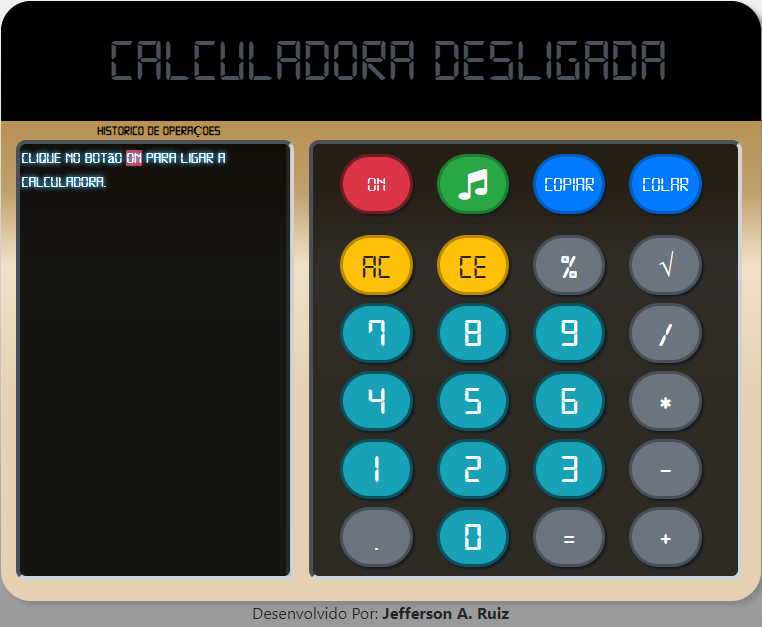 CALCULADORA DESLIGADA
HISTORICO DE OPERAÇOES
CLIQUE NO BOTão ON PARA LIGAR A
CALCULADORA.
ON COPIAR COLAR
AC CE % √
7 8 9 /
4 5 6 *
1 2 3 -
. 0 = +
Desenvolvido Por: Jefferson A. Ruiz